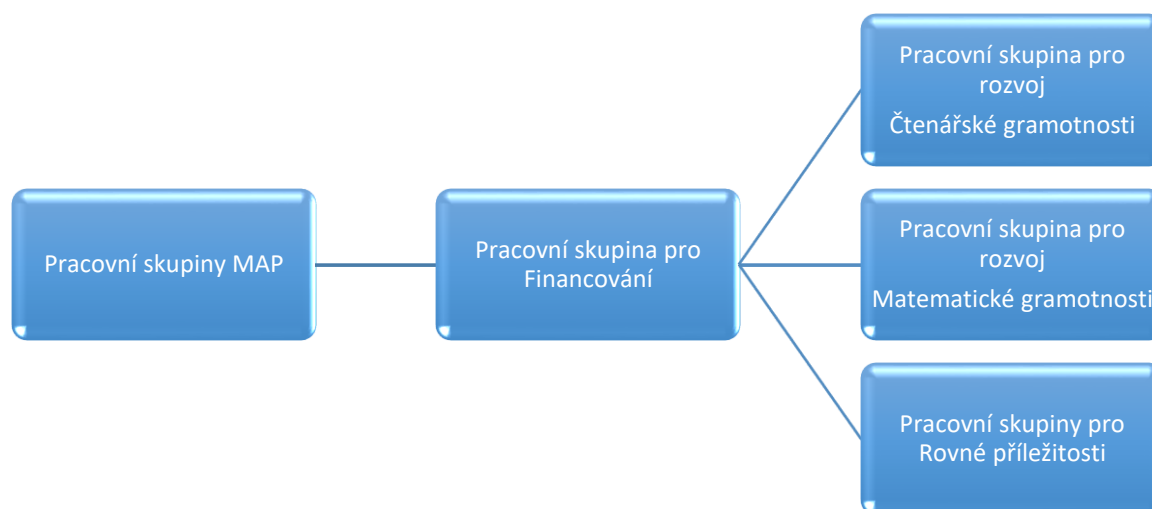 Pracovní skupiny MAP
Pracovní skupina pro
Financování
Pracovní skupina pro
rozvoj
Čtenářské gramotnosti
Pracovní skupina pro
rozvoj
Matematické gramotnosti
Pracovní skupiny pro
Rovné příležitosti